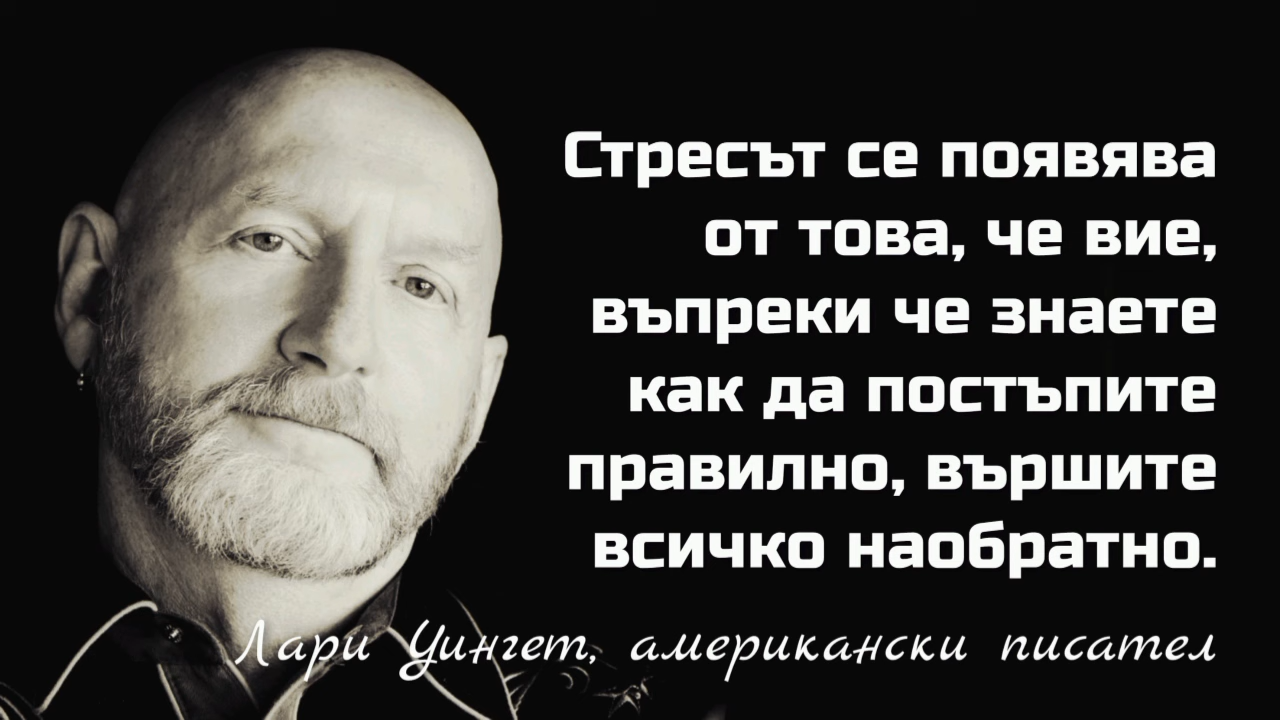 Стресът се появява
от това, че вие,
въпреки че знаете
как да постъпите
правилно, вършите
всичко наобратно.
Лари Уингет, американски писател